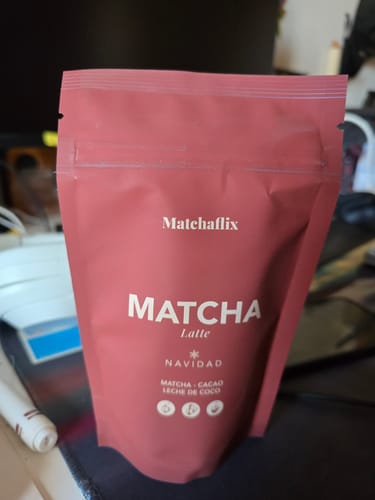 Matchaflix
MATCHA
Latte
NAVIDAD
MATCHA - CACAO
LECHE DE COCO